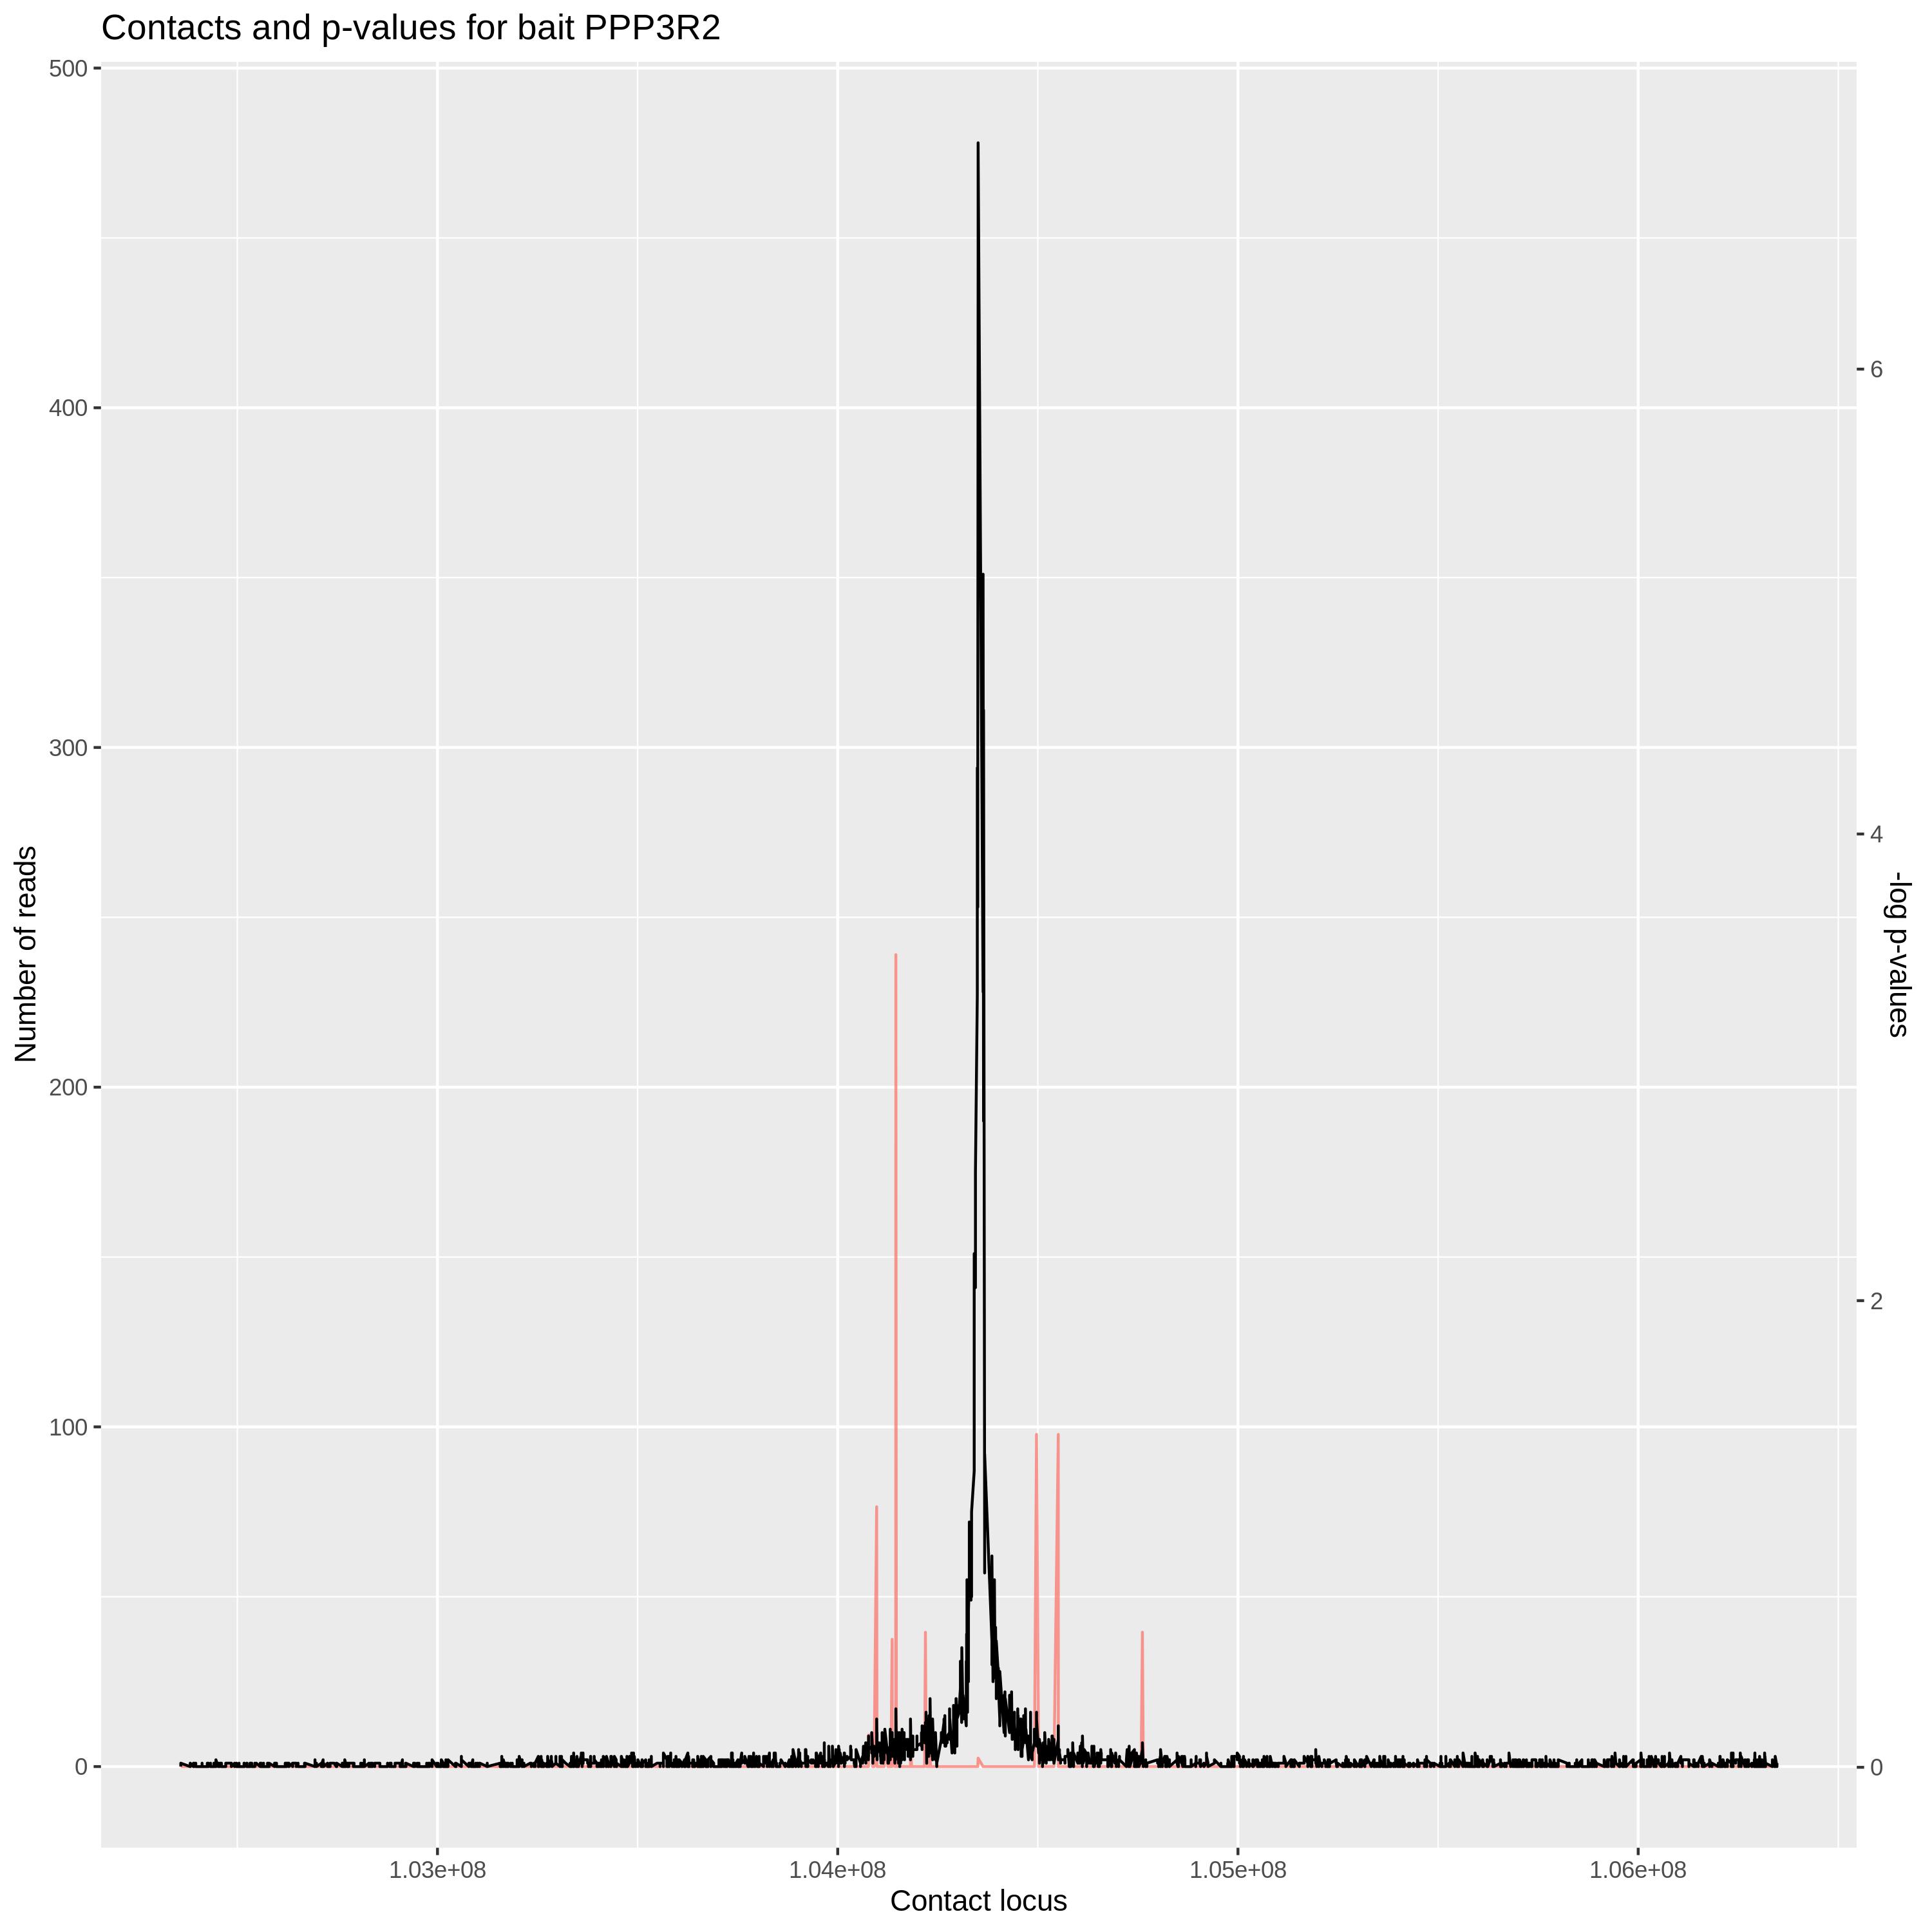 Contacts and p-values for bait PPP3R2
500
400
300
200
100
0
Number of reads
6
4
2
0
-log p-values
1.03e+08
1.04e+08
1.05e+08
1.06e+08
Contact locus